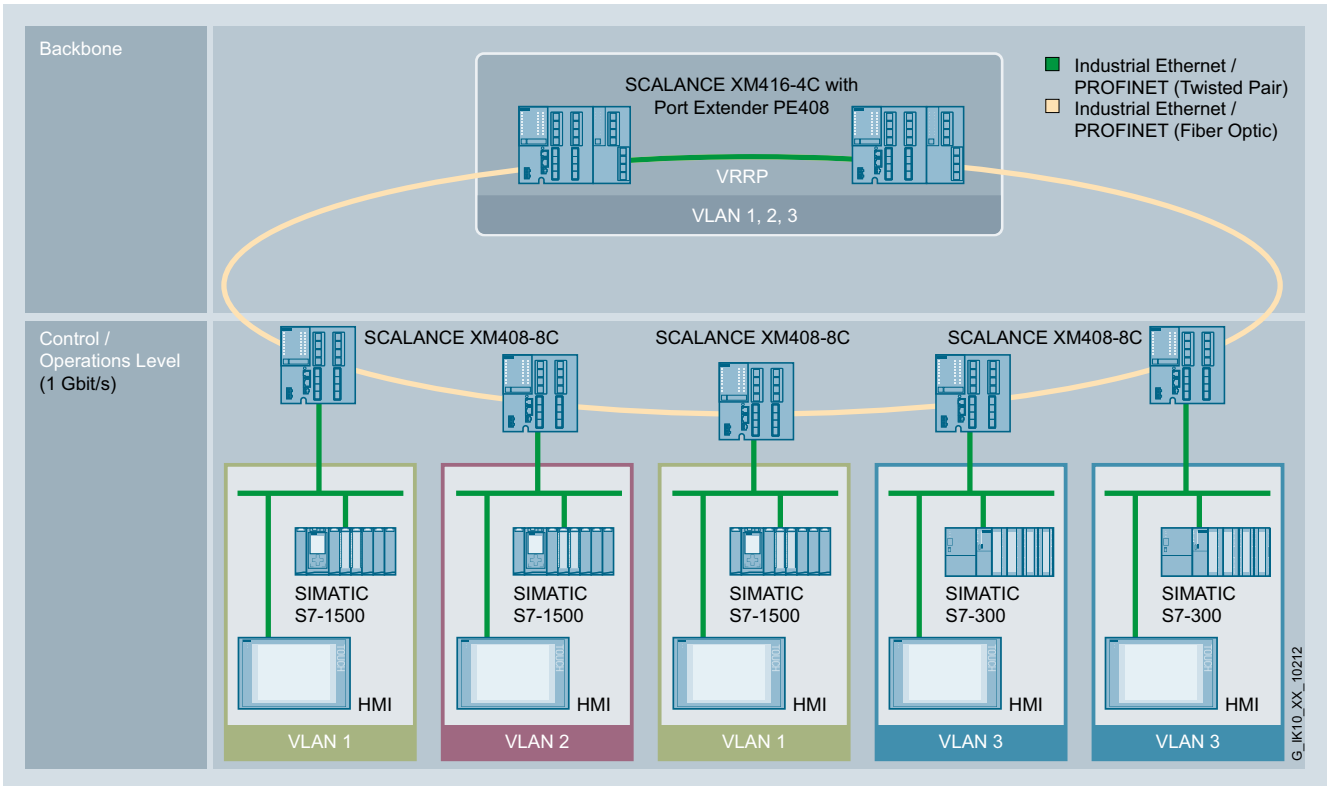 Backbone
SCALANCE XM416-4C with
Port Extender PE408
VRRP
VLAN 1, 2, 3
Industrial Ethernet /
PROFINET (Twisted Pair)
Industrial Ethernet /
PROFINET (Fiber Optic)
Control /
Operations Level
(1 Gbit/s)
SCALANCE XM408-8C
SCALANCE XM408-8C
SCALANCE XM408-8C
SIMATIC
S7-1500
HMI
VLAN 1
SIMATIC
S7-1500
HMI
VLAN 2
SIMATIC
S7-1500
HMI
VLAN 1
SIMATIC
S7-300
HMI
VLAN 3
SIMATIC
S7-300
HMI
VLAN 3
G_IK10_XX_10212